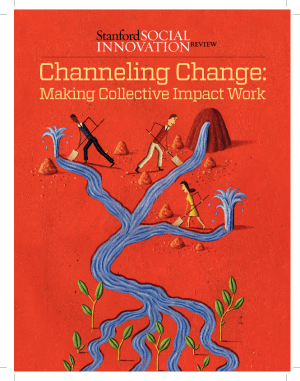 Stanford SOCIAL
INNOVATION REVIEW
Channeling Change:
Making Collective Impact Work